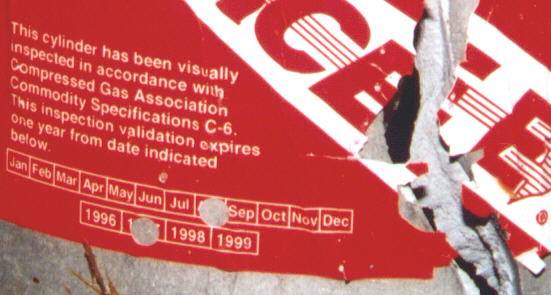 This cylinder has been visually
inspected in accordance with
Compressed Gas Association
Commodity Specifications C-6.
This inspection validation expires
one year from date indicated
below.
Jan Feb Mar Apr May Jun Jul Sep Oct Nov Dec
1996 1998 1999